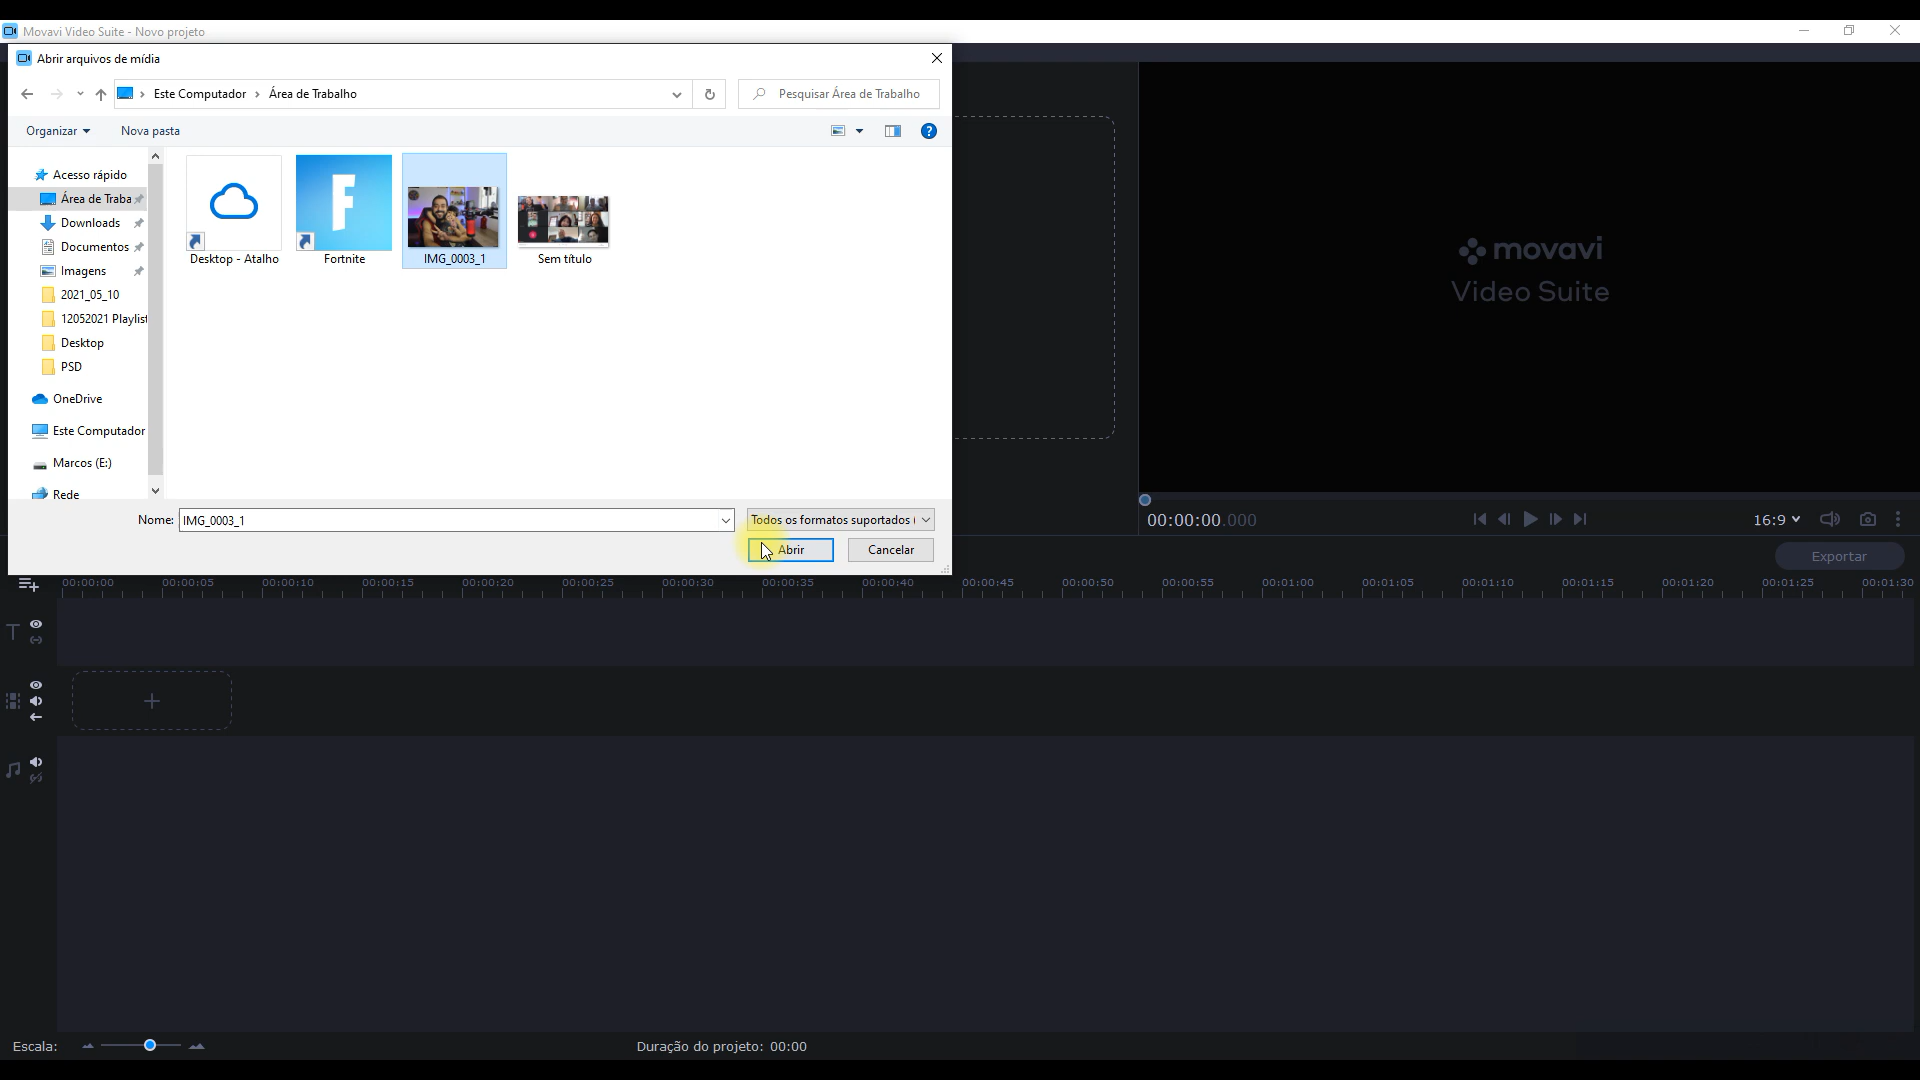 Movavi Video Suite - Novo projeto
Abrir arquivos de mídia
Este Computador > Área de Trabalho
Pesquisar Área de Trabalho
Organizar
Nova pasta
Acesso rápido
Área de Traba
Downloads
Documentos
Imagens
2021_05_10
12052021 Playlist
Desktop
PSD
OneDrive
Este Computador
Marcos (E:)
Rede
Desktop - Atalho
Fortnite
IMG_0003_1
Sem título
Nome: IMG_0003_1
Todos os formatos suportados (
Abrir
Cancelar
movavi
Video Suite
00:00:00.000
16:9
Exportar
00:00:00 00:00:05 00:00:10 00:00:15 00:00:20 00:00:25 00:00:30 00:00:35 00:00:40 00:00:45 00:00:50 00:00:55 00:01:00 00:01:05 00:01:10 00:01:15 00:01:20 00:01:25 00:01:30
Escala:
Duração do projeto: 00:00